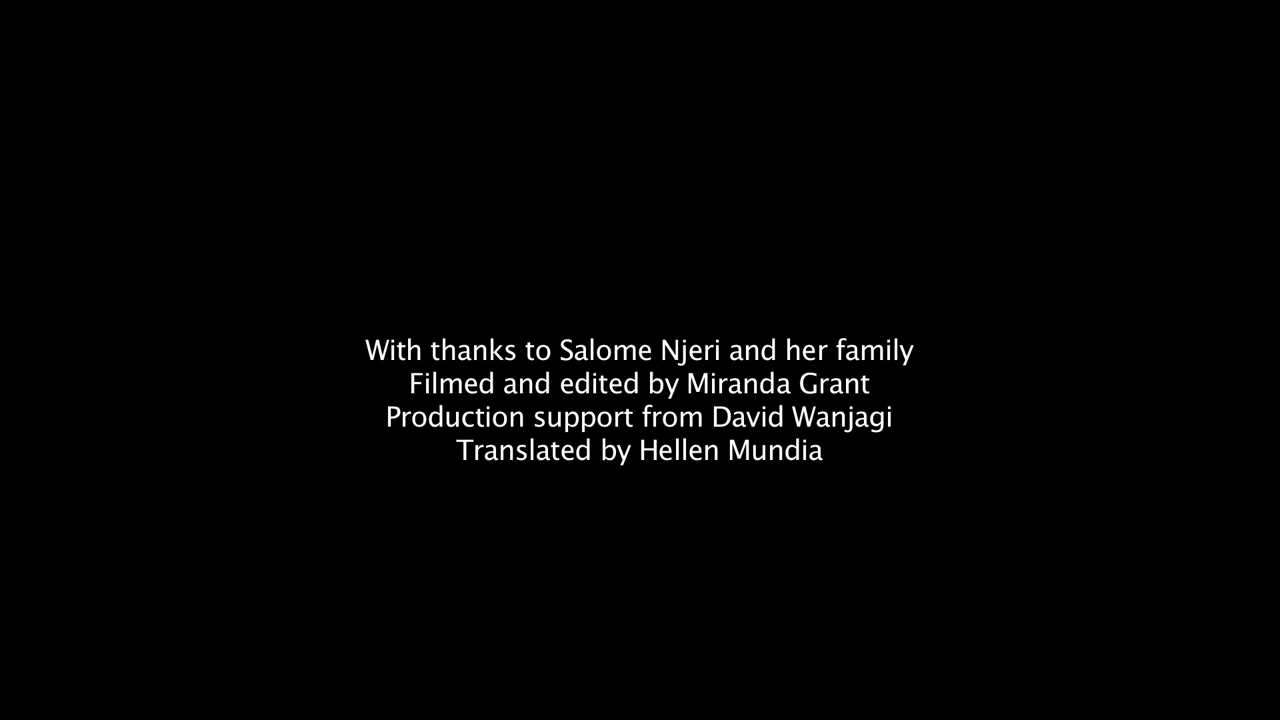 With thanks to Salome Njeri and her family
Filmed and edited by Miranda Grant
Production support from David Wanjagi
Translated by Hellen Mundia